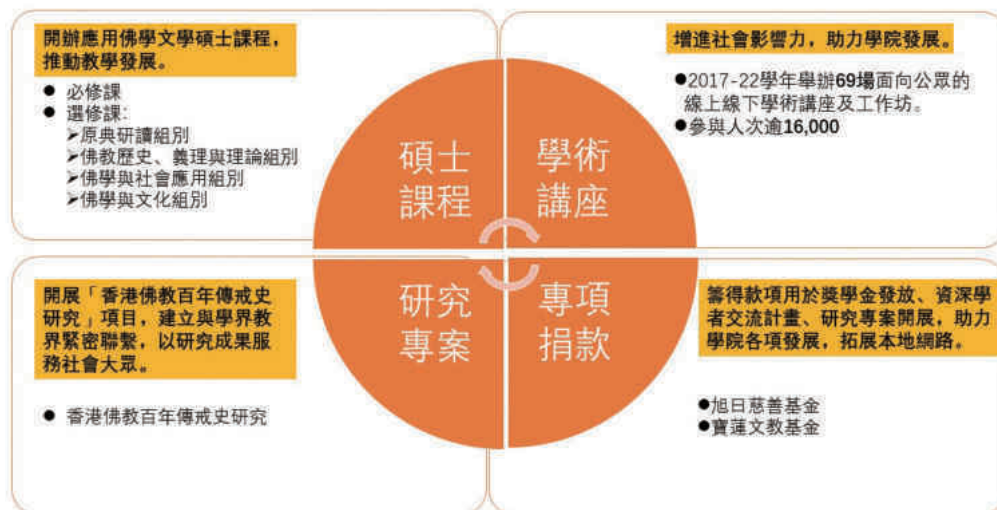 開辦應用佛學文學碩士課程，
推動教學發展。
● 必修課
● 選修課：
➢原典研讀組別
➢佛教歷史、義理與理論組別
➢佛學與社會應用組別
➢佛學與文化組別
碩士
課程
增進社會影響力，助力學院發展。
●2017-22學年舉辦69場面向公眾的
線上線下學術講座及工作坊。
●參與人次逾16,000
學術
講座
開展「香港佛教百年傳戒史
研究」項目，建立與學界教
界緊密聯繫，以研究成果服
務社會大眾。
● 香港佛教百年傳戒史研究
研究
專案
籌得款項用於獎學金發放、資深學
者交流計畫、研究專案開展，助力
學院各項發展，拓展本地網路。
●旭日慈善基金
●寶蓮文教基金
專項
捐款